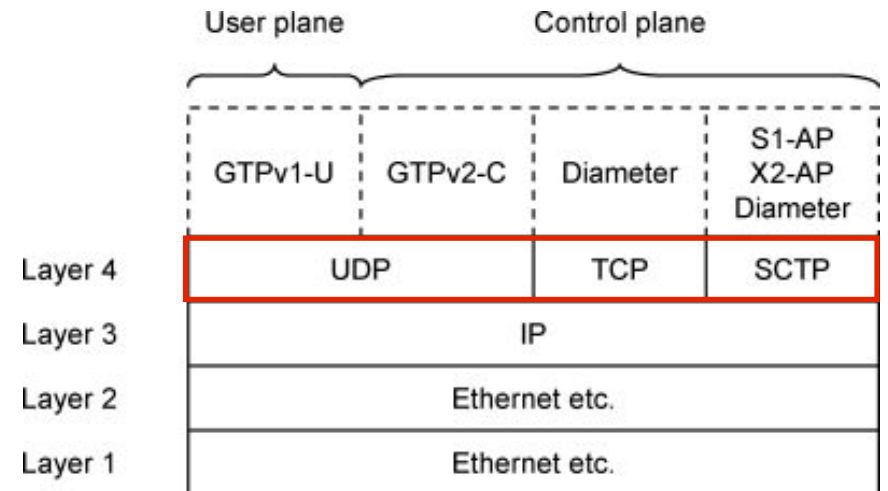 User plane Control plane
GTPv1-U GTPv2-C Diameter S1-AP
X2-AP
Diameter
Layer 4 UDP TCP SCTP
Layer 3 IP
Layer 2 Ethernet etc.
Layer 1 Ethernet etc.